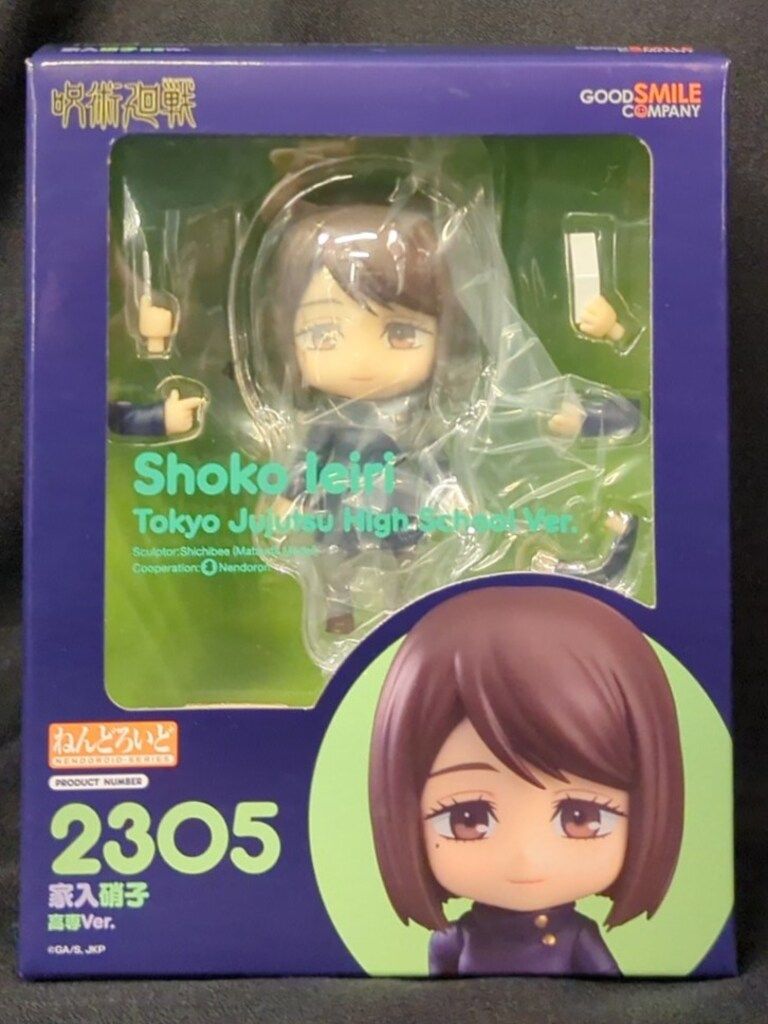 呪術廻戦
GOOD SMILE
COMPANY
Shoko Ieiri
Tokyo Jujutsu High School Ver.
Sculptor:Shichibee
Cooperation: Nendoron
ねんどろいど
NENDOROID-SERIES
PRODUCT NUMBER
2305
家入硝子
高専Ver.
©GA/S, JKP